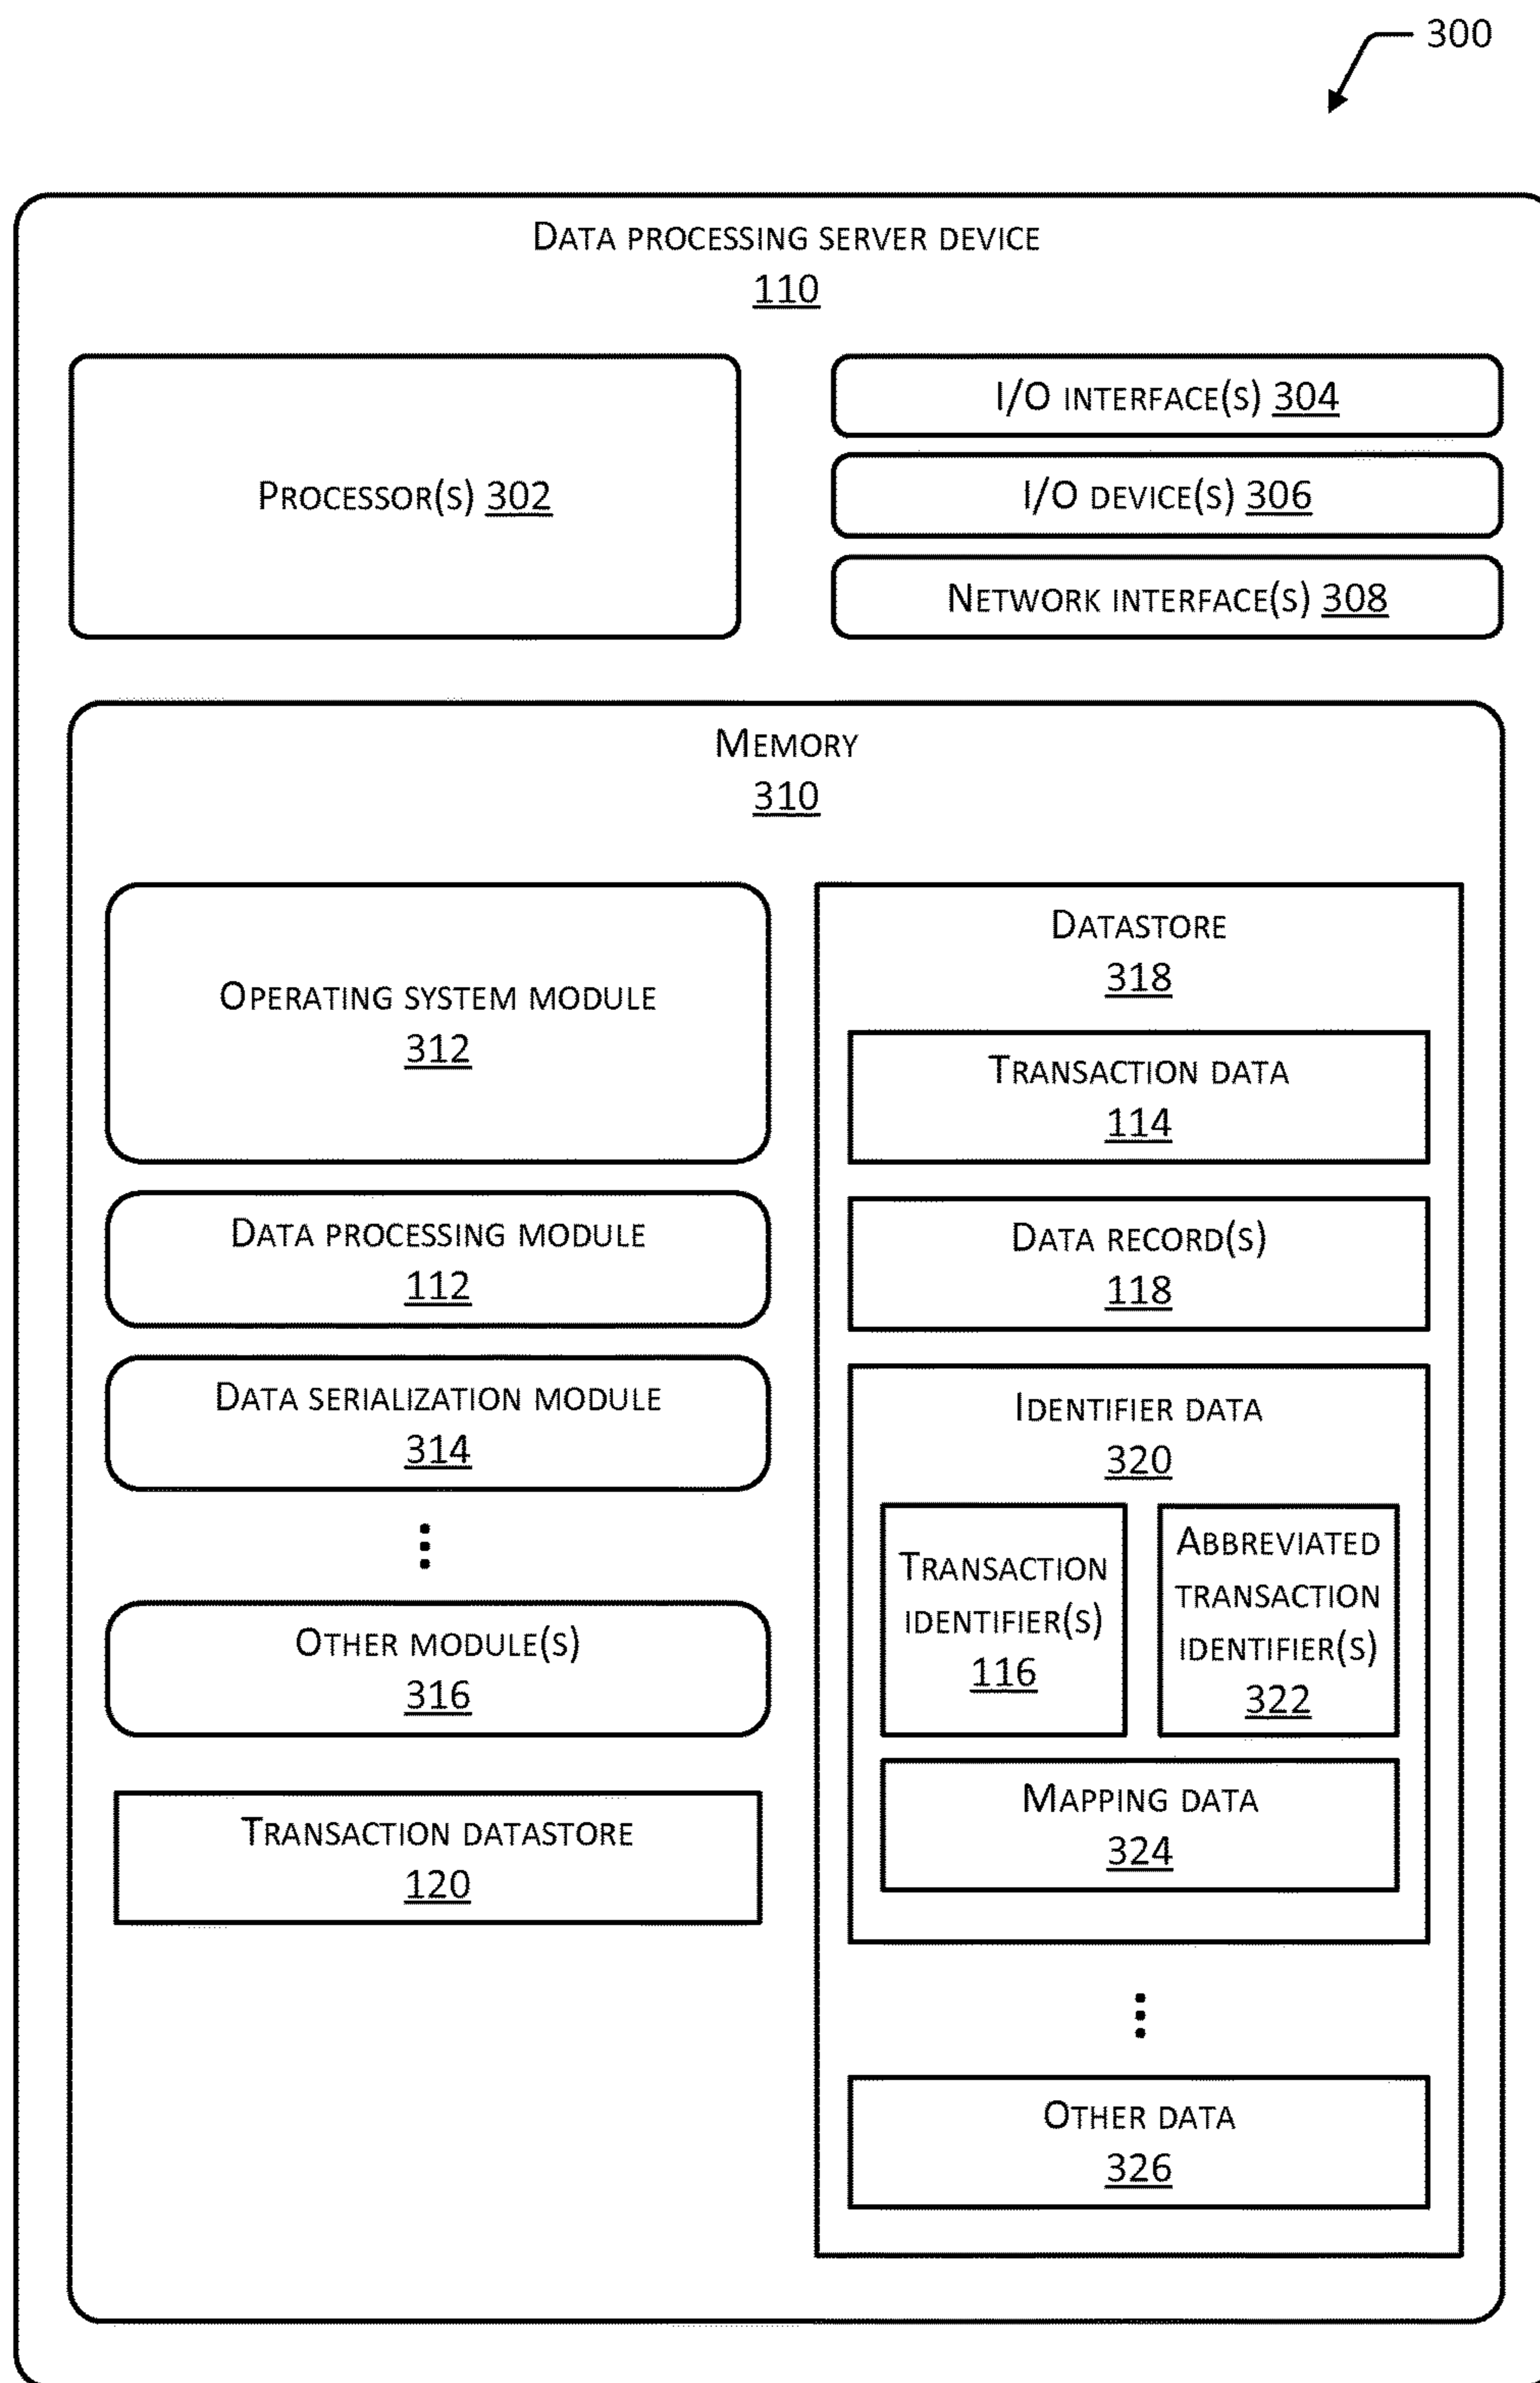 300
Data processing server device
110
Processor(s) 302
I/O interface(s) 304
I/O device(s) 306
Network interface(s) 308
Memory
310
Operating system module
312
Data processing module
112
Data serialization module
314
Other module(s)
316
Transaction datastore
120
Datastore
318
Transaction data
114
Data record(s)
118
Identifier data
320
Transaction
identifier(s)
116
Abbreviated
transaction
identifier(s)
322
Mapping data
324
Other data
326